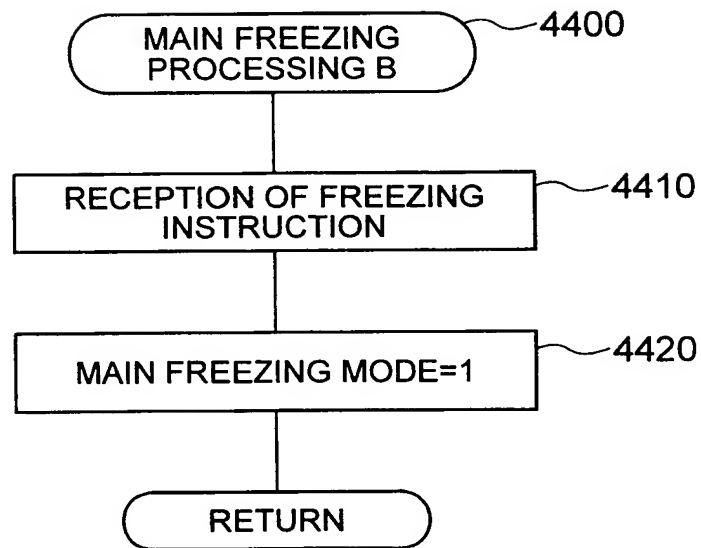 MAIN FREEZING
PROCESSING B
4400
RECEPTION OF FREEZING
INSTRUCTION
4410
MAIN FREEZING MODE=1
4420
RETURN